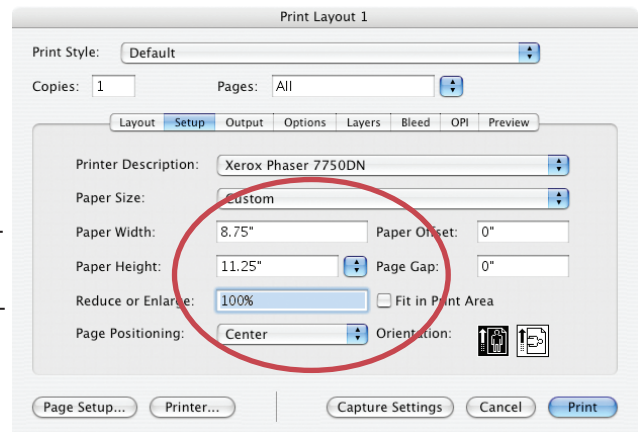 Print Layout 1
Print Style: Default
Copies: 1 Pages: All
Layout Setup Output Options Layers Bleed OPI Preview
Printer Description: Xerox Phaser 7750DN
Paper Size: Custom
Paper Width: 8.75" Paper Offset: 0"
Paper Height: 11.25" Page Gap: 0"
Reduce or Enlarge: 100% Fit in Print Area
Page Positioning: Center Orientation:
Page Setup... Printer... Capture Settings Cancel Print